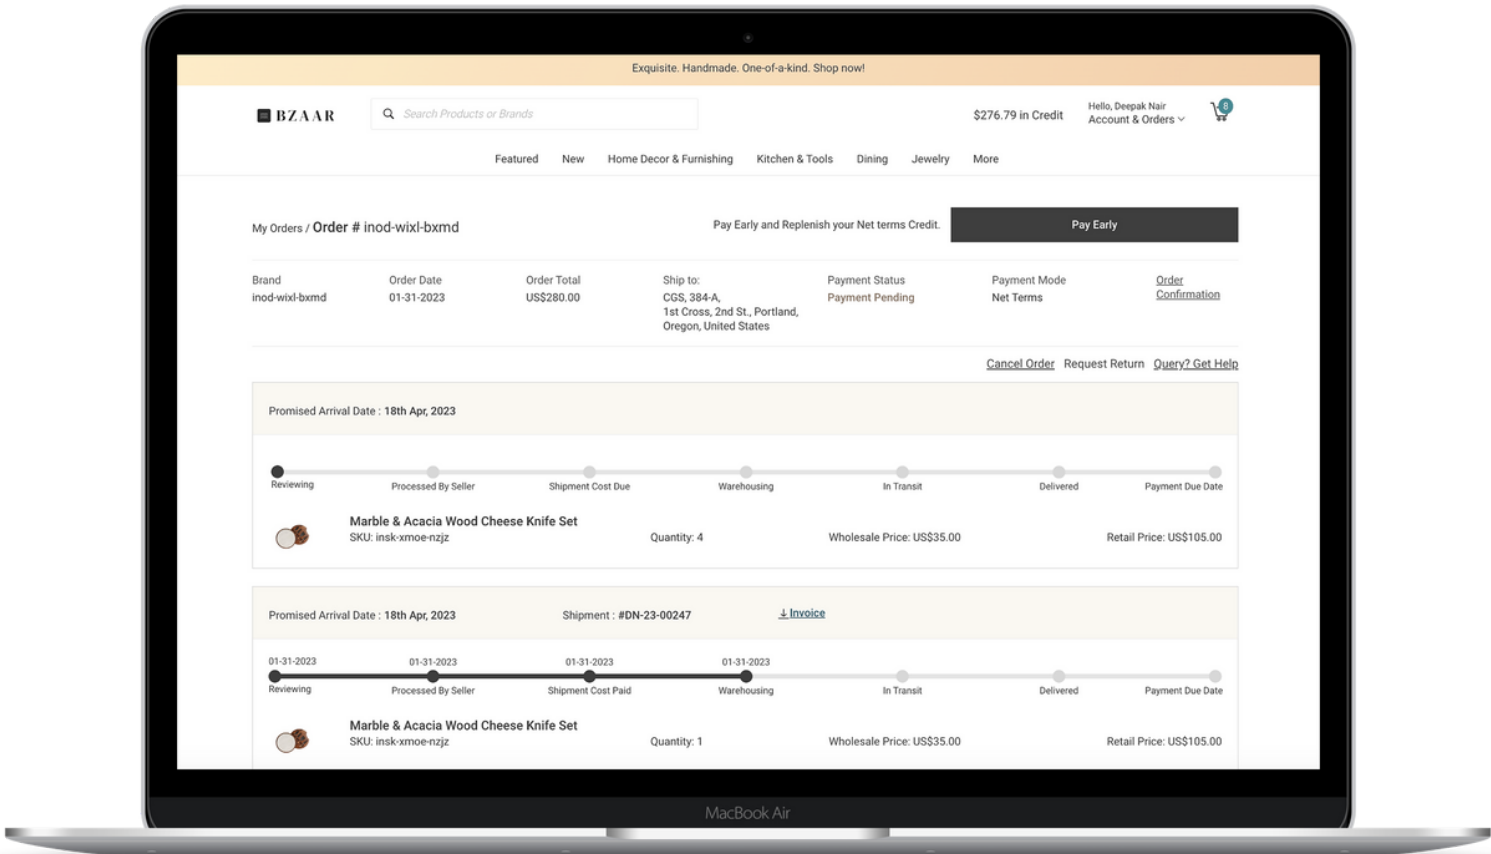 Exquisite. Handmade. One-of-a-kind. Shop now!
BZAAR
Search Products or Brands
$276.79 in Credit
Hello, Deepak Nair
Account & Orders
8
Featured New Home Decor & Furnishing Kitchen & Tools Dining Jewelry More
My Orders / Order # inod-wixl-bxmd
Pay Early and Replenish your Net terms Credit.
Pay Early
Brand
inod-wixl-bxmd
Order Date
01-31-2023
Order Total
US$280.00
Ship to:
CGS, 384-A,
1st Cross, 2nd St., Portland,
Oregon, United States
Payment Status
Payment Pending
Payment Mode
Net Terms
Order
Confirmation
Cancel Order Request Return Query? Get Help
Promised Arrival Date : 18th Apr, 2023
Reviewing Processed By Seller Shipment Cost Due Warehousing In Transit Delivered Payment Due Date
Marble & Acacia Wood Cheese Knife Set
SKU: insk-xmoe-nzjz Quantity: 4 Wholesale Price: US$35.00 Retail Price: US$105.00
Promised Arrival Date : 18th Apr, 2023 Shipment : #DN-23-00247 Invoice
01-31-2023 01-31-2023 01-31-2023 01-31-2023
Reviewing Processed By Seller Shipment Cost Paid Warehousing In Transit Delivered Payment Due Date
Marble & Acacia Wood Cheese Knife Set
SKU: insk-xmoe-nzjz Quantity: 1 Wholesale Price: US$35.00 Retail Price: US$105.00
MacBook Air